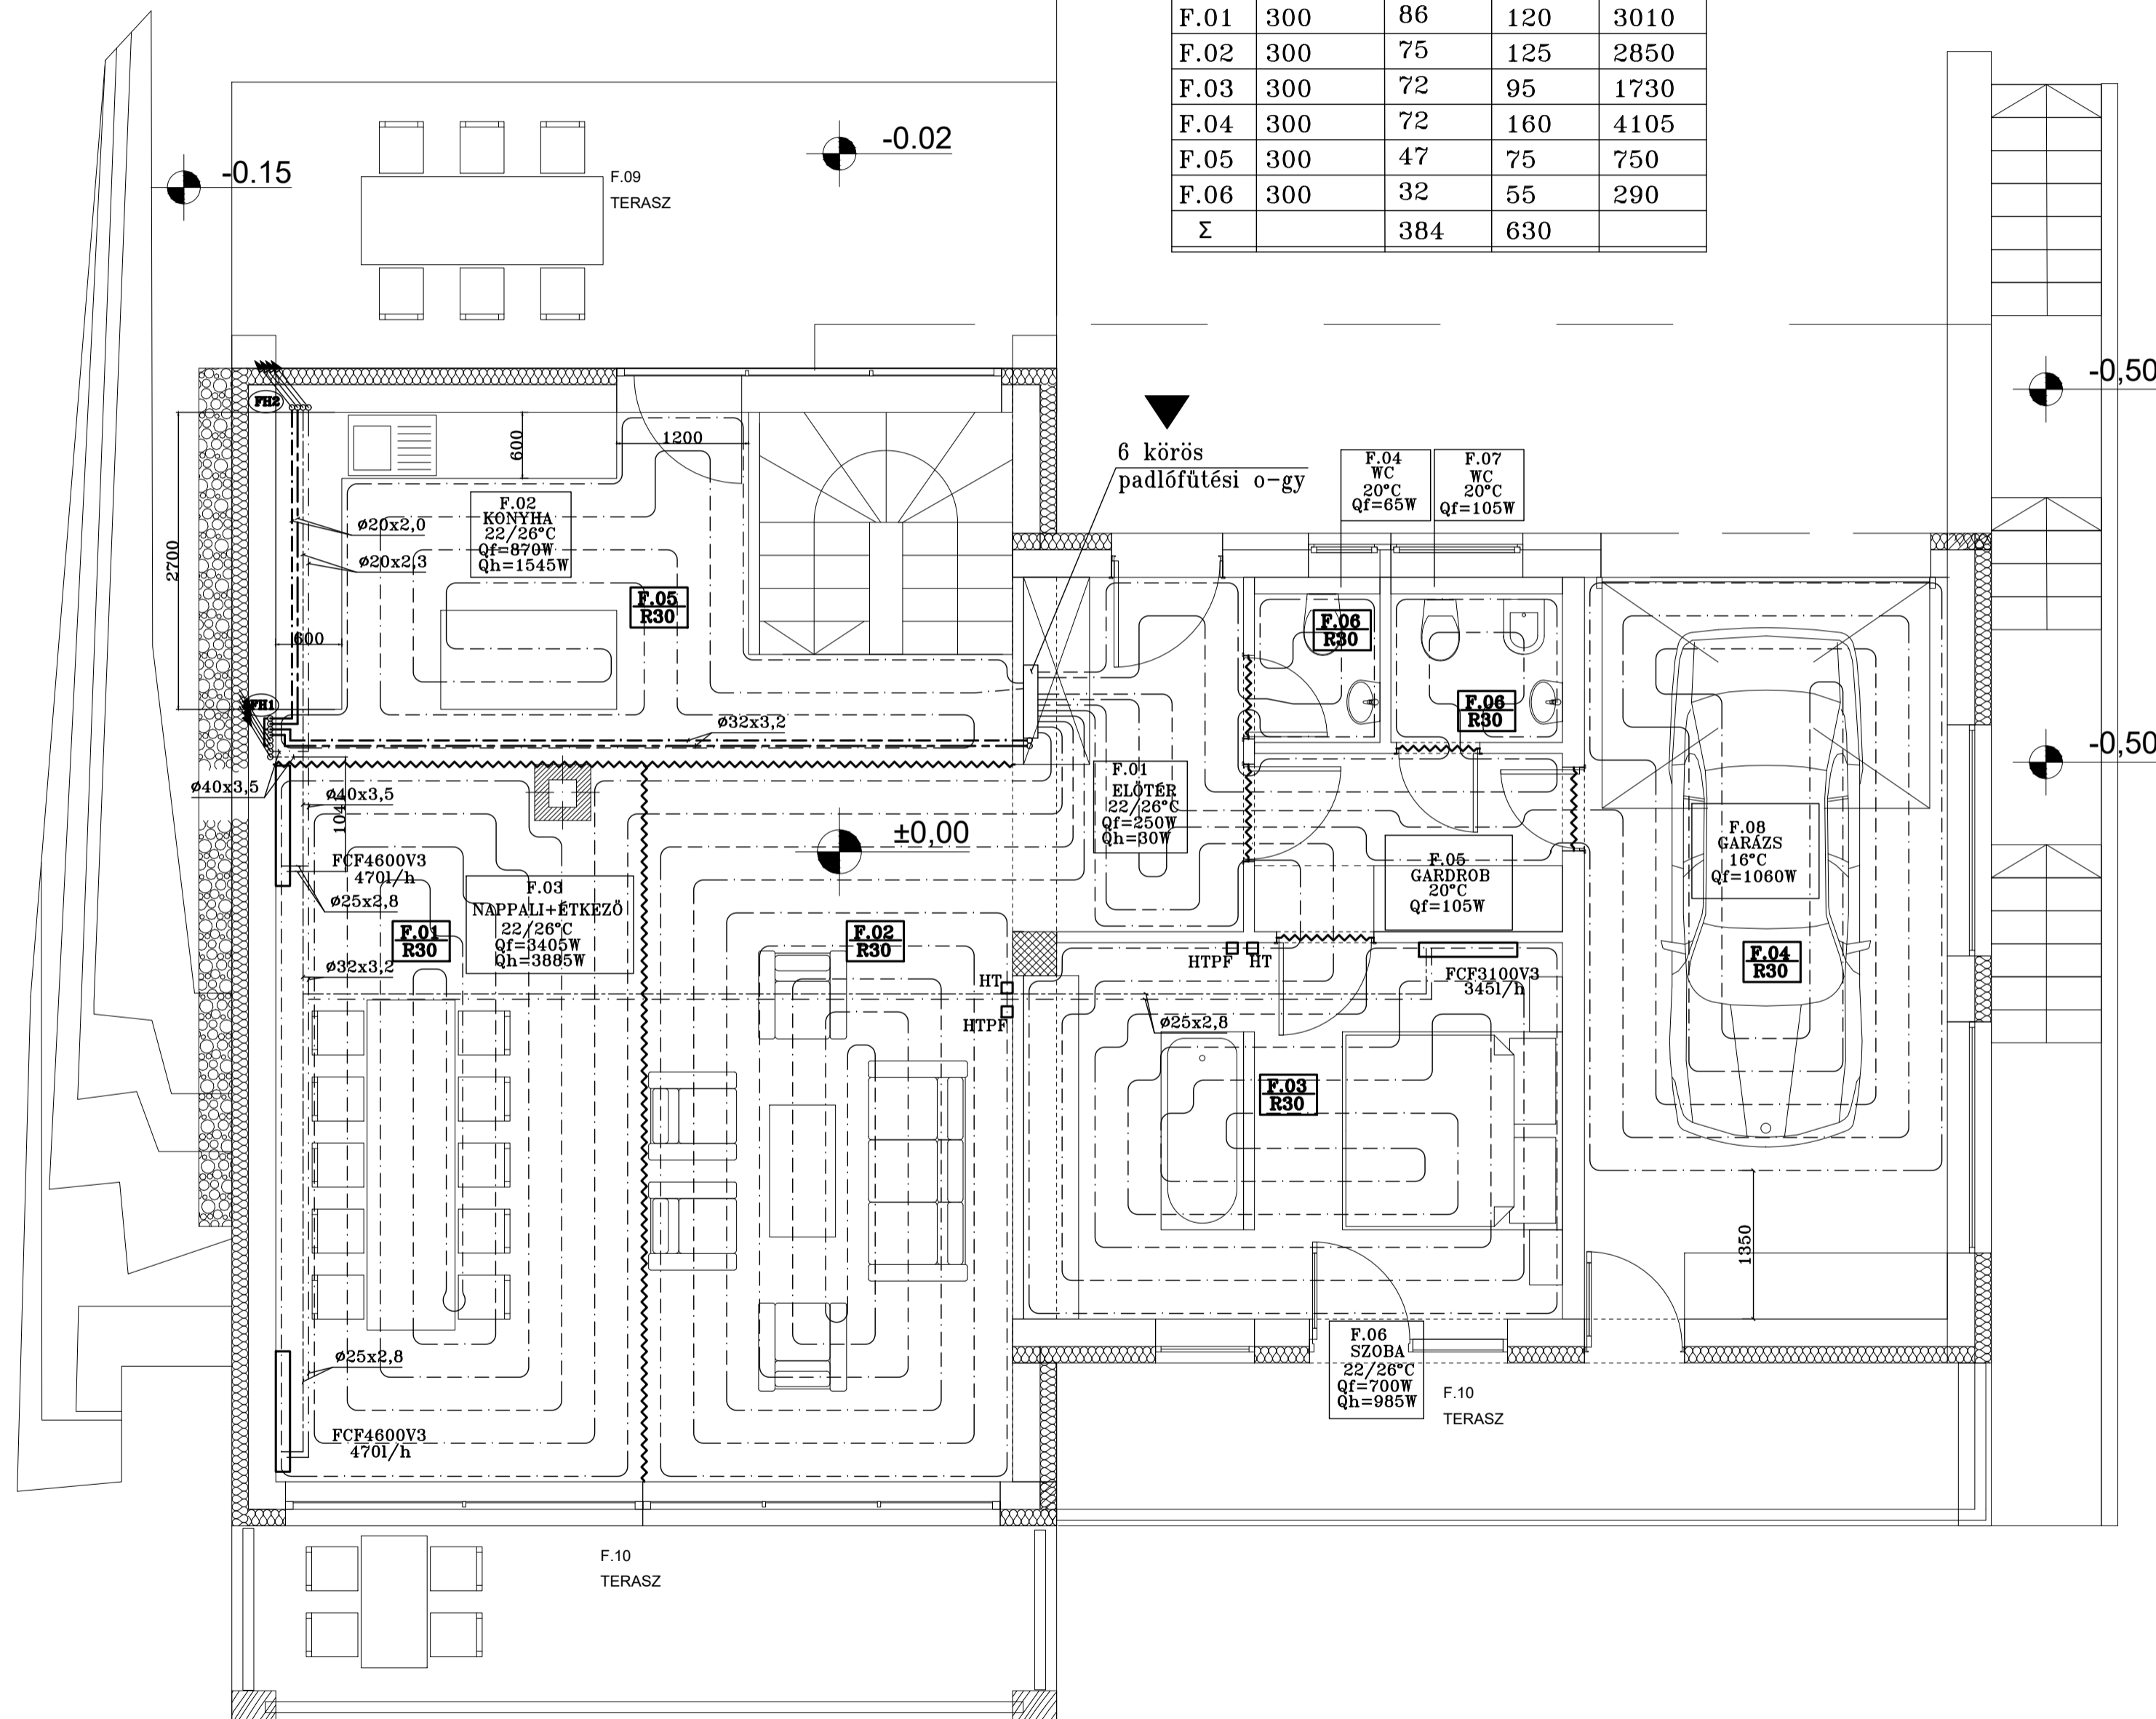 F.01 300 86 120 3010
F.02 300 75 125 2850
F.03 300 72 95 1730
F.04 300 72 160 4105
F.05 300 47 75 750
F.06 300 32 55 290
Σ 384 630
-0.15
-0.02
F.09
TERASZ
-0,50
FH2
600
1200
6 körös
padlófűtési o-gy
F.04
WC
20°C
Qf=65W
F.07
WC
20°C
Qf=105W
2700
ø20x2,0
ø20x2,3
F.02
KONYHA
22/26°C
Qf=870W
Qh=1545W
F.05
R30
600
F.06
R30
F.06
R30
FH1
ø32x3,2
-0,50
ø40x3,5
ø40x3,5
1041
±0,00
F.01
ELŐTÉR
22/26°C
Qf=250W
Qh=30W
F.08
GARÁZS
16°C
Qf=1060W
FCF4600V3
470l/h
ø25x2,8
F.03
NAPPALI+ÉTKEZŐ
22/26°C
Qf=3405W
Qh=3885W
F.05
GARDROB
20°C
Qf=105W
F.01
R30
F.02
R30
F.04
R30
ø32x3,2
HT
HTPF
HTPF HT
FCF3100V3
345l/h
ø25x2,8
F.03
R30
1350
ø25x2,8
FCF4600V3
470l/h
F.06
SZOBA
22/26°C
Qf=700W
Qh=985W
F.10
TERASZ
F.10
TERASZ